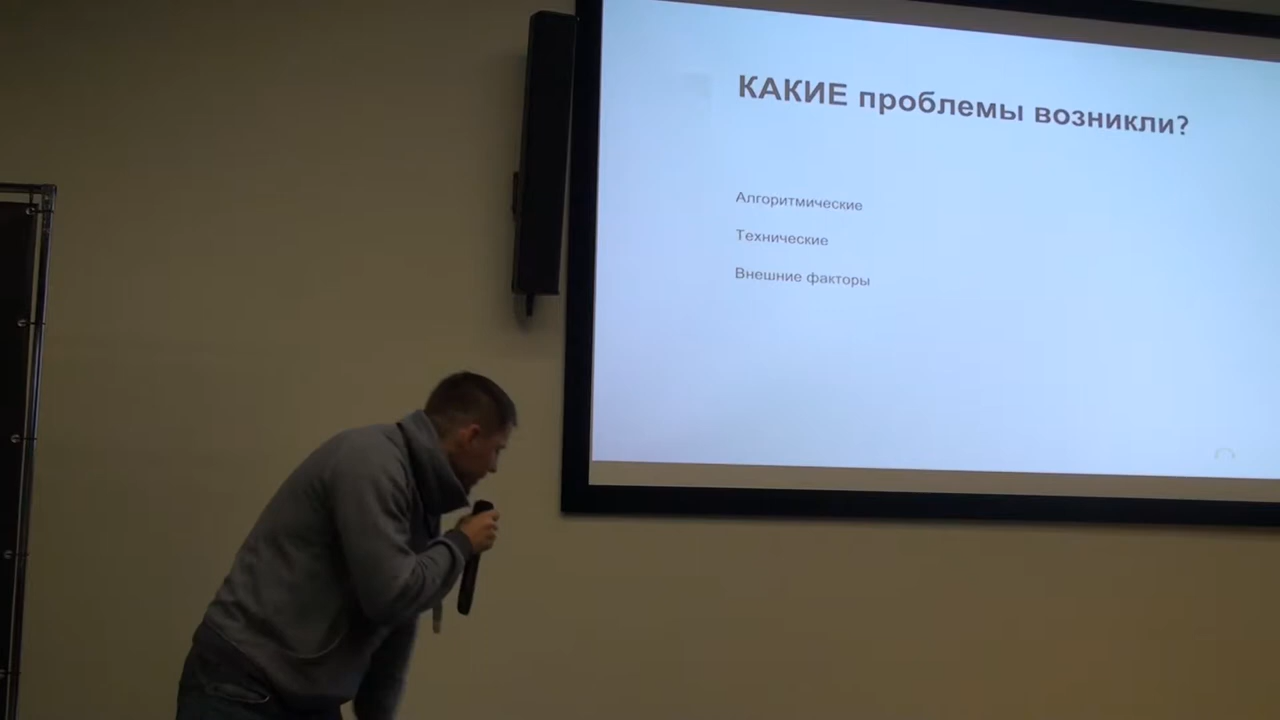 КАКИЕ проблемы возникли?
Алгоритмические
Технические
Внешние факторы